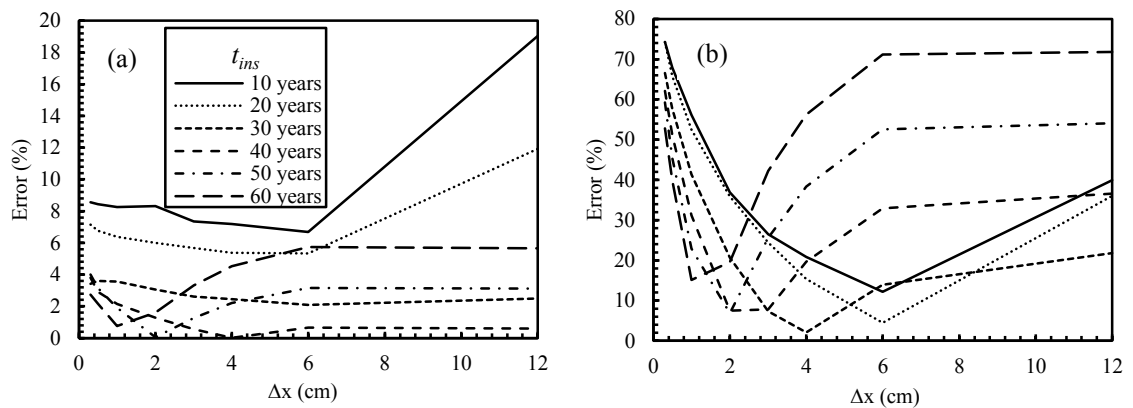 20
18
16
14
12
10
8
6
4
2
0
Error (%)
(a)
t_ins
10 years
20 years
30 years
40 years
50 years
60 years
0 2 4 6 8 10 12
Δx (cm)
80
70
60
50
40
30
20
10
0
Error (%)
(b)
0 2 4 6 8 10 12
Δx (cm)